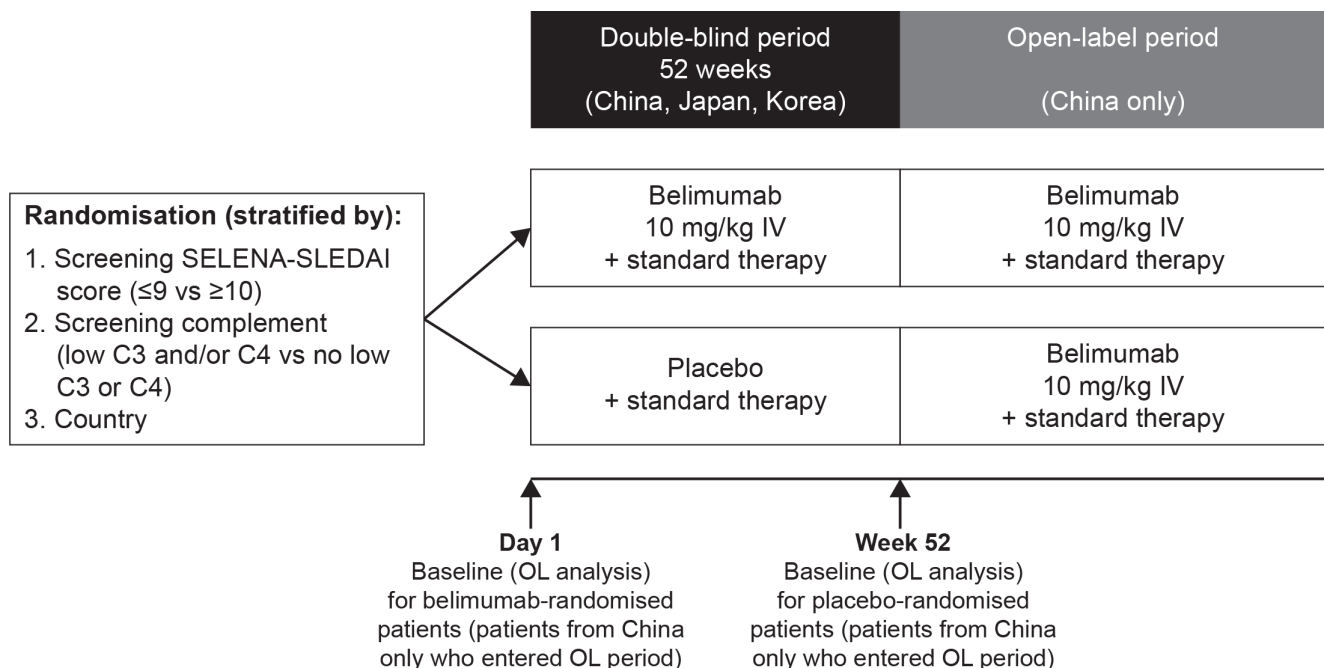 Double-blind period
52 weeks
(China, Japan, Korea)
Open-label period
(China only)
Randomisation (stratified by):
1. Screening SELENA-SLEDAI
score (≤9 vs ≥10)
2. Screening complement
(low C3 and/or C4 vs no low
C3 or C4)
3. Country
Belimumab
10 mg/kg IV
+ standard therapy
Belimumab
10 mg/kg IV
+ standard therapy
Placebo
+ standard therapy
Belimumab
10 mg/kg IV
+ standard therapy
Day 1
Baseline (OL analysis)
for belimumab-randomised
patients (patients from China
only who entered OL period)
Week 52
Baseline (OL analysis)
for placebo-randomised
patients (patients from China
only who entered OL period)